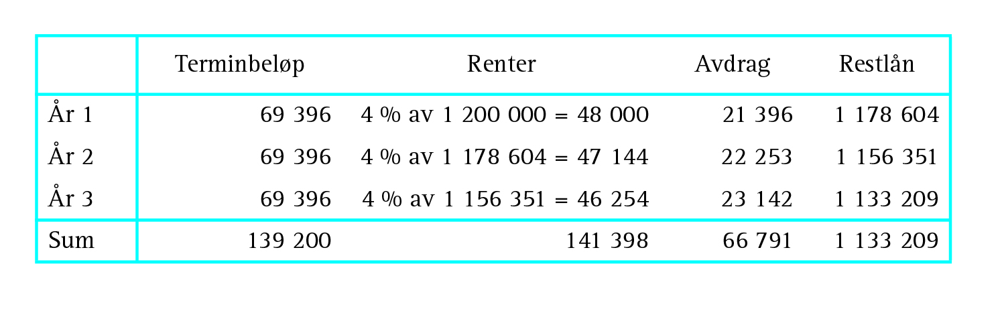 Terminbeløp Renter Avdrag Restlån
År 1 69 396 4 % av 1 200 000 = 48 000 21 396 1 178 604
År 2 69 396 4 % av 1 178 604 = 47 144 22 253 1 156 351
År 3 69 396 4 % av 1 156 351 = 46 254 23 142 1 133 209
Sum 139 200 141 398 66 791 1 133 209